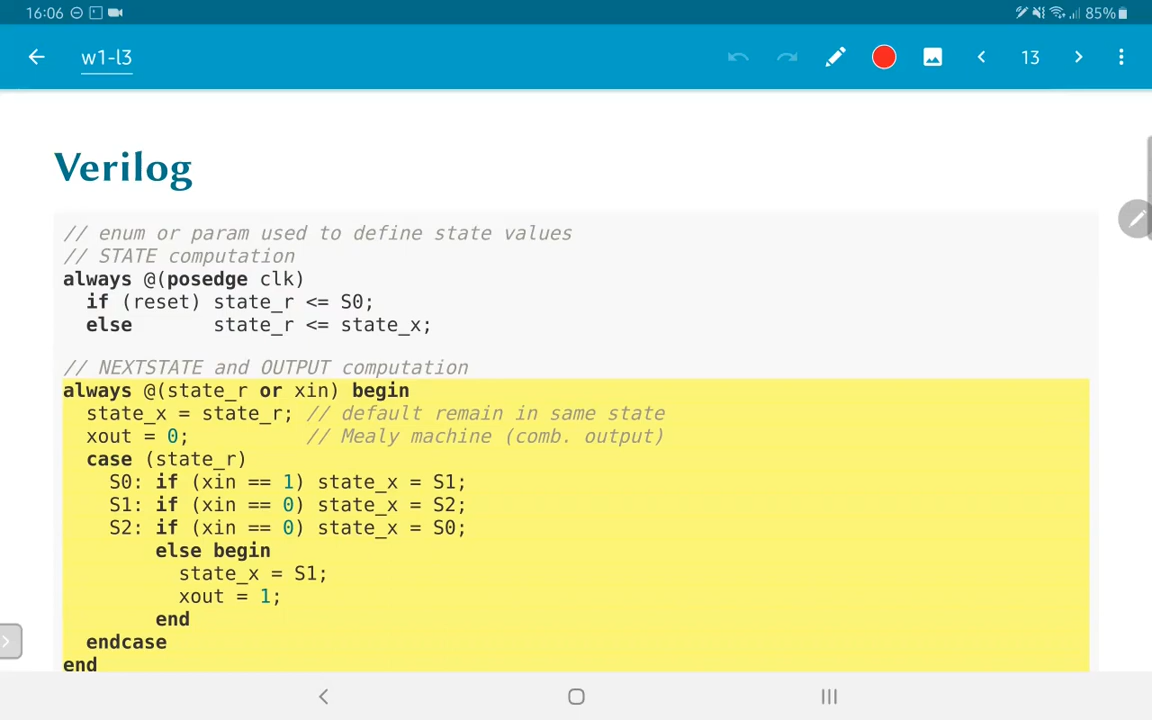 16:06 85%
w1-l3 13
Verilog
// enum or param used to define state values
// STATE computation
always @(posedge clk)
  if (reset) state_r <= S0;
  else       state_r <= state_x;
// NEXTSTATE and OUTPUT computation
always @(state_r or xin) begin
  state_x = state_r; // default remain in same state
  xout = 0;          // Mealy machine (comb. output)
  case (state_r)
    S0: if (xin == 1) state_x = S1;
    S1: if (xin == 0) state_x = S2;
    S2: if (xin == 0) state_x = S0;
        else begin
          state_x = S1;
          xout = 1;
        end
  endcase
end